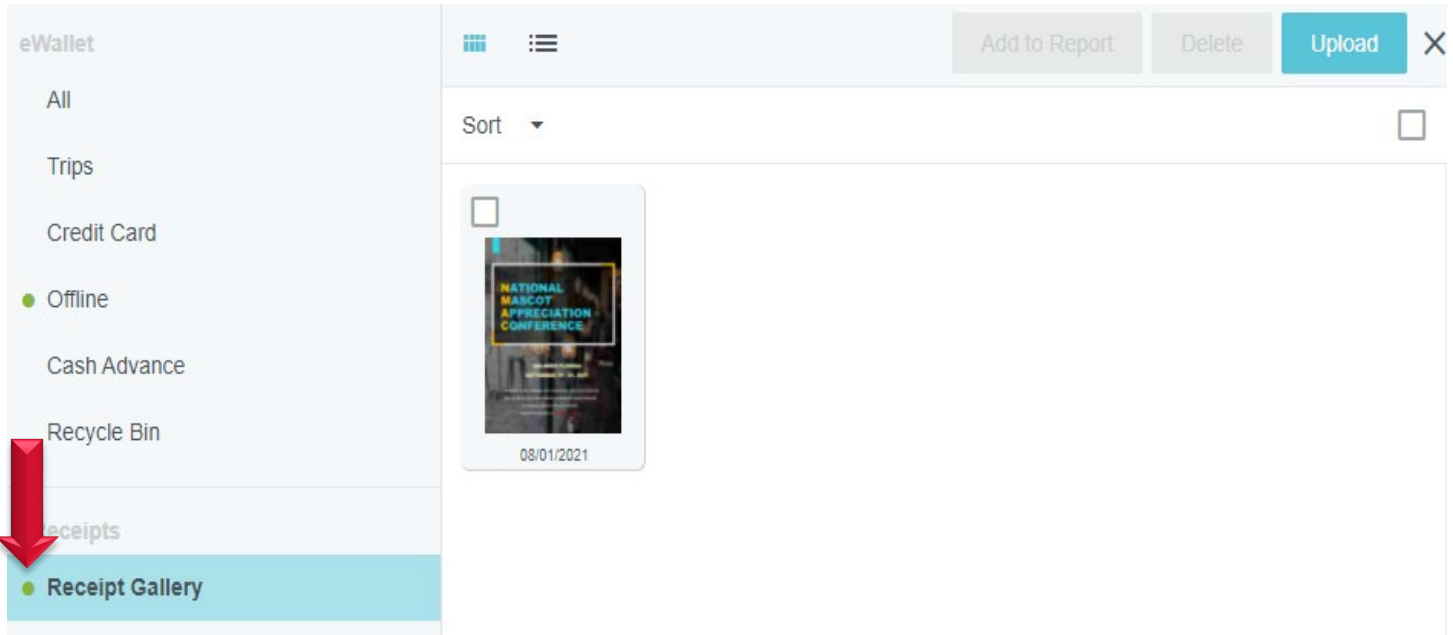 eWallet
All
Trips
Credit Card
Offline
Cash Advance
Recycle Bin
eceipts
Receipt Gallery
Add to Report
Delete
Upload
Sort
NATIONAL
MASCOT
APPRECIATION
CONFERENCE
08/01/2021